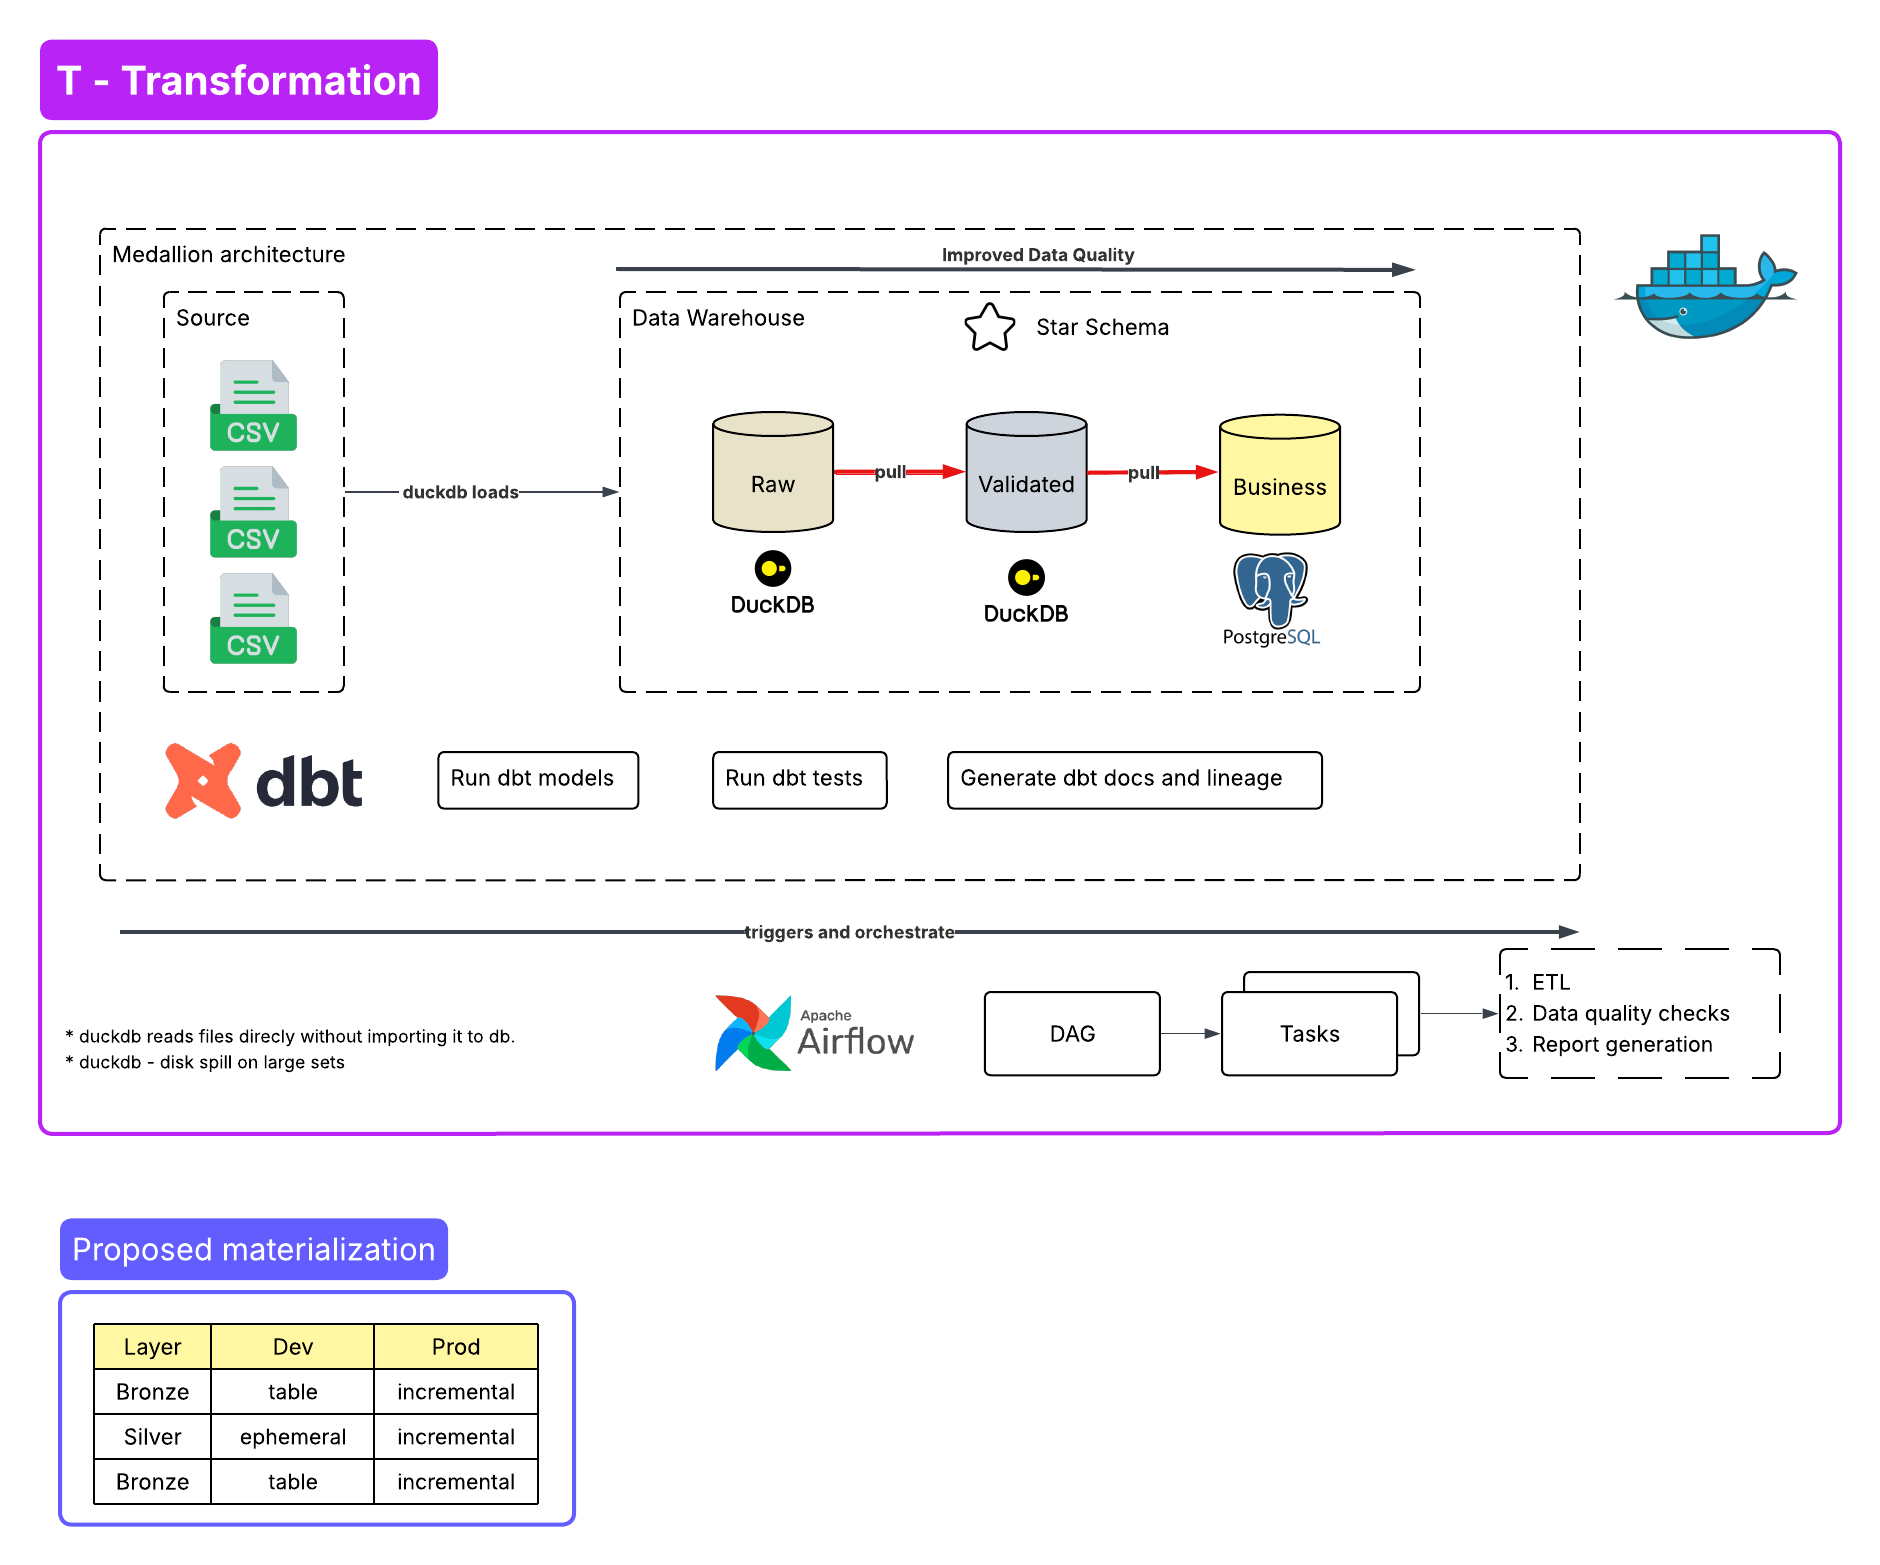 T - Transformation
Medallion architecture
Improved Data Quality
Source
Data Warehouse
Star Schema
CSV
CSV
CSV
duckdb loads
Raw
pull
Validated
pull
Business
DuckDB
DuckDB
PostgreSQL
dbt
Run dbt models
Run dbt tests
Generate dbt docs and lineage
triggers and orchestrate
* duckdb reads files direcly without importing it to db.
* duckdb - disk spill on large sets
Apache
Airflow
DAG
Tasks
1. ETL
2. Data quality checks
3. Report generation
Proposed materialization
Layer Dev Prod
Bronze table incremental
Silver ephemeral incremental
Bronze table incremental